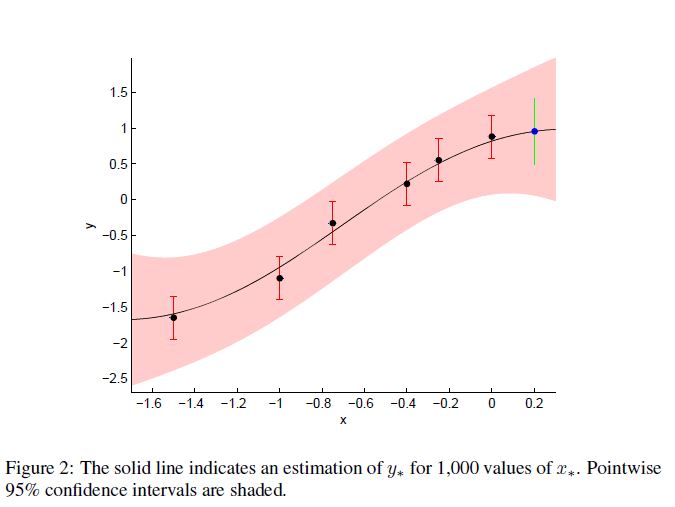 1.5
1
0.5
0
−0.5
−1
−1.5
−2
−2.5
y
−1.6 −1.4 −1.2 −1 −0.8 −0.6 −0.4 −0.2 0 0.2
x
Figure 2: The solid line indicates an estimation of y∗ for 1,000 values of x∗. Pointwise
95% confidence intervals are shaded.